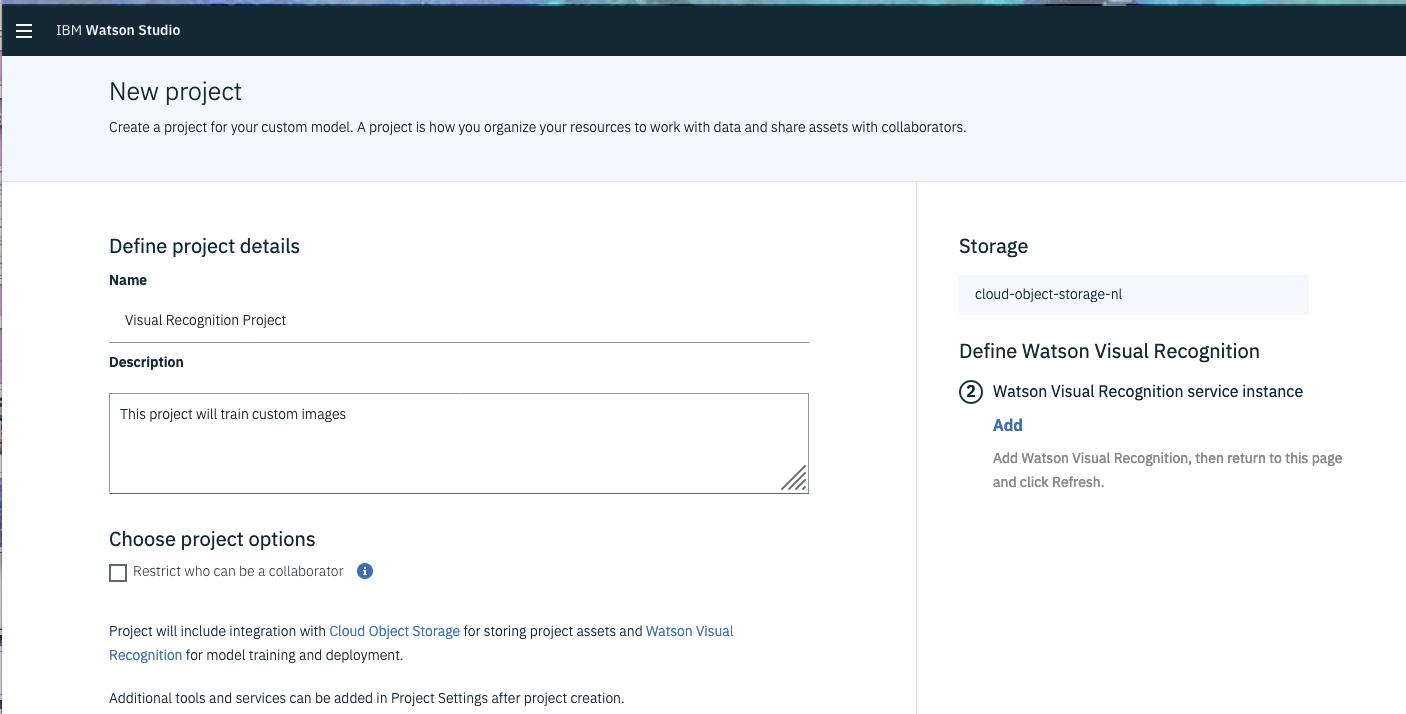 IBM Watson Studio
New project
Create a project for your custom model. A project is how you organize your resources to work with data and share assets with collaborators.
Define project details
Name
Visual Recognition Project
Description
This project will train custom images
Choose project options
Restrict who can be a collaborator
Project will include integration with Cloud Object Storage for storing project assets and Watson Visual
Recognition for model training and deployment.
Additional tools and services can be added in Project Settings after project creation.
Storage
cloud-object-storage-nl
Define Watson Visual Recognition
2 Watson Visual Recognition service instance
Add
Add Watson Visual Recognition, then return to this page
and click Refresh.